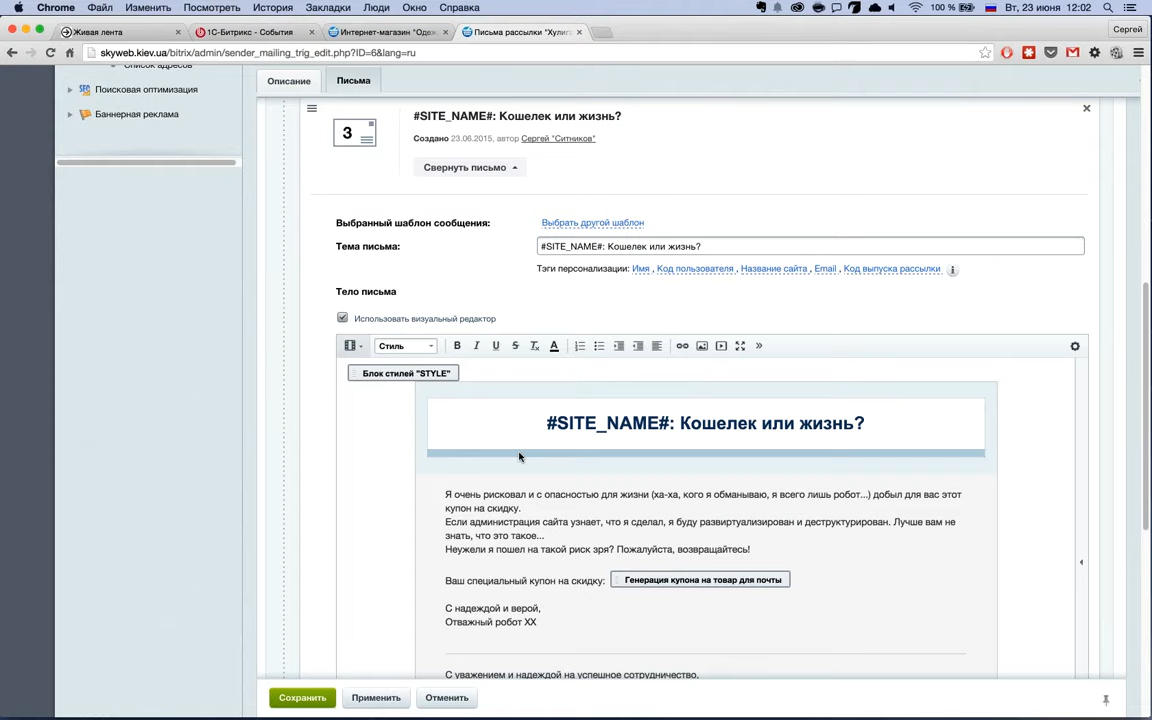 Chrome Файл Изменить Посмотреть История Закладки Люди Окно Справка 100 % Вт, 23 июня 12:02
Живая лента 1С-Битрикс - События Интернет-магазин "Одеж Письма рассылки "Хулига Сергей
skyweb.kiev.ua/bitrix/admin/sender_mailing_trig_edit.php?ID=6&lang=ru
Список адресов
Поисковая оптимизация
Баннерная реклама
Описание Письма
3
#SITE_NAME#: Кошелек или жизнь?
Создано 23.06.2015, автор Сергей "Ситников"
Свернуть письмо
Выбранный шаблон сообщения: Выбрать другой шаблон
Тема письма: #SITE_NAME#: Кошелек или жизнь?
Тэги персонализации: Имя , Код пользователя , Название сайта , Email , Код выпуска рассылки
Тело письма
Использовать визуальный редактор
Стиль B I U S Tx A
Блок стилей "STYLE"
#SITE_NAME#: Кошелек или жизнь?
Я очень рисковал и с опасностью для жизни (ха-ха, кого я обманываю, я всего лишь робот...) добыл для вас этот
купон на скидку.
Если администрация сайта узнает, что я сделал, я буду развиртуализирован и деструктурирован. Лучше вам не
знать, что это такое...
Неужели я пошел на такой риск зря? Пожалуйста, возвращайтесь!
Ваш специальный купон на скидку: Генерация купона на товар для почты
С надеждой и верой,
Отважный робот XX
С уважением и надеждой на успешное сотрудничество,
Сохранить Применить Отменить